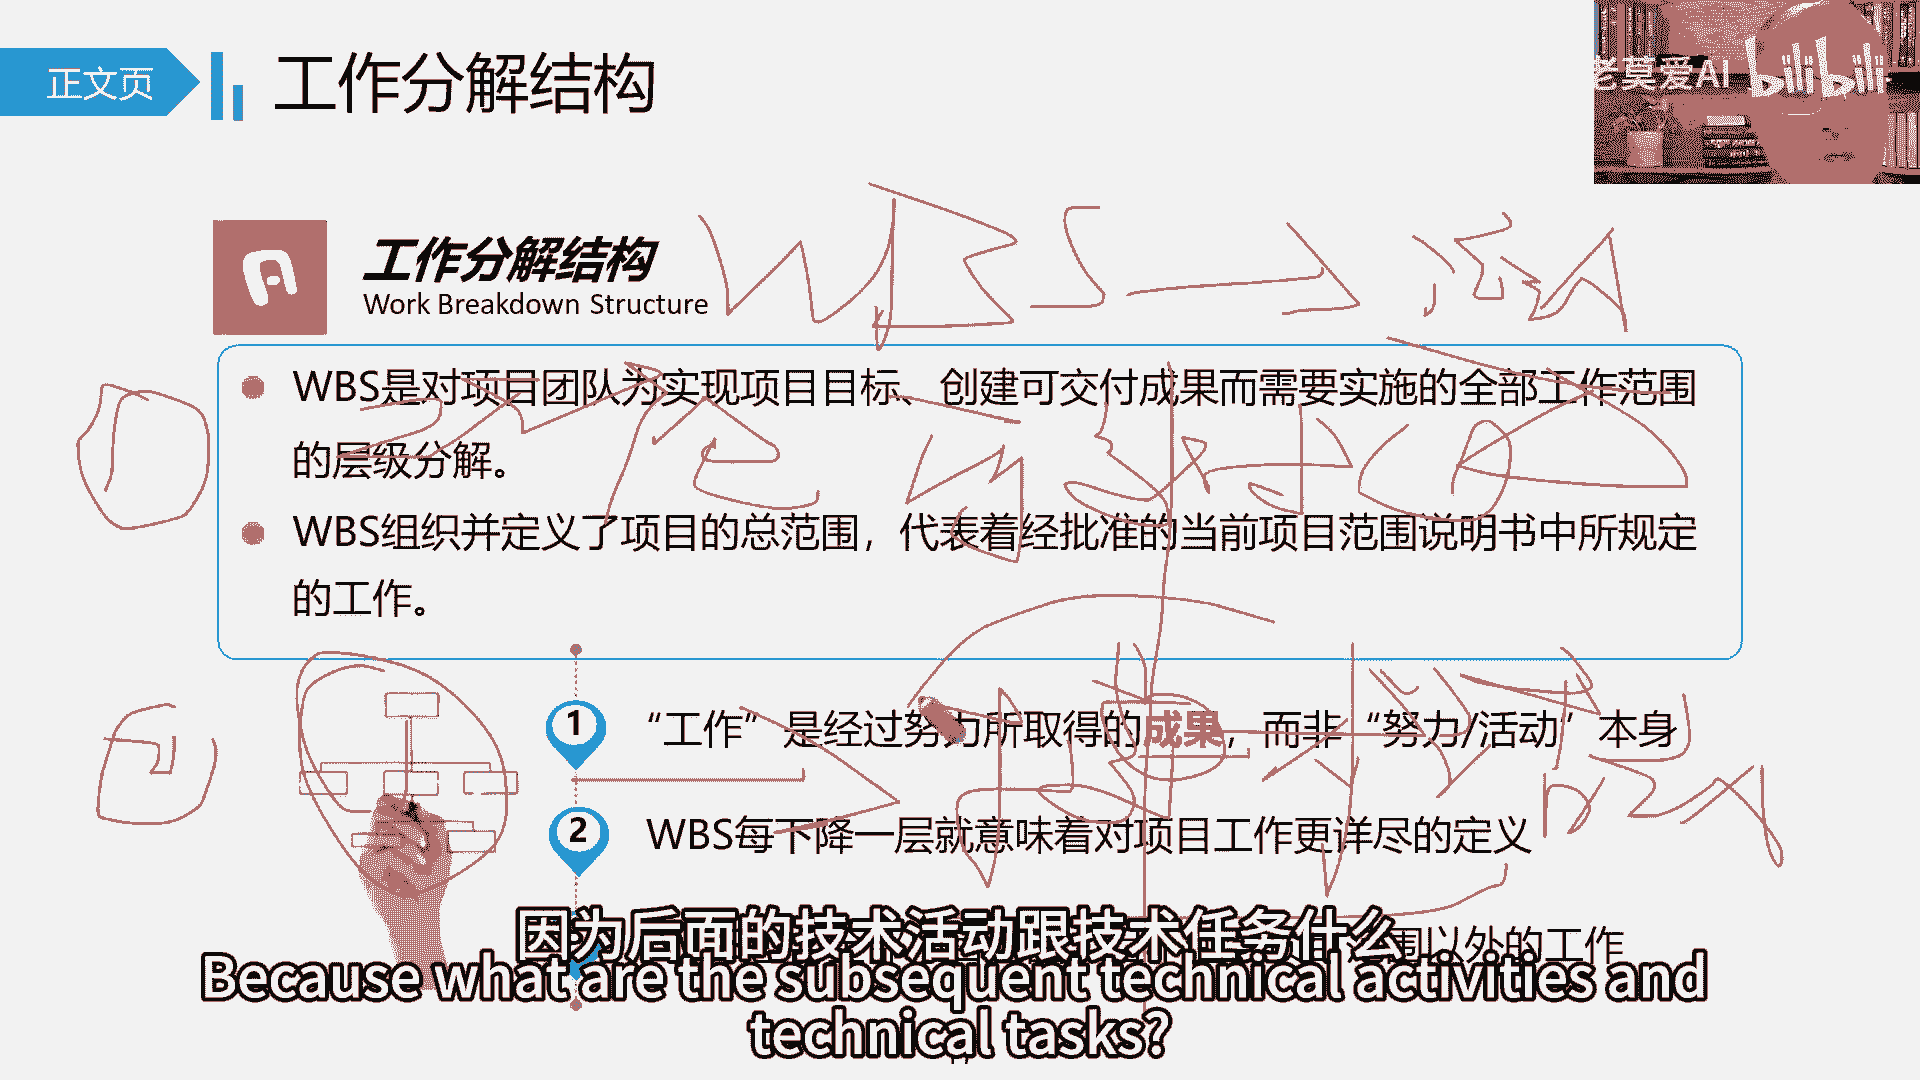 正文页
工作分解结构
老莫爱AI
bilibili
工作分解结构
Work Breakdown Structure
WBS
WBS是对项目团队为实现项目目标、创建可交付成果而需要实施的全部工作范围
的层级分解。
WBS组织并定义了项目的总范围，代表着经批准的当前项目范围说明书中所规定
的工作。
1
“工作”是经过努力所取得的成果，而非“努力/活动”本身
2
WBS每下降一层就意味着对项目工作更详尽的定义
围以外的工作
因为后面的技术活动跟技术任务什么
Because what are the subsequent technical activities and
technical tasks?